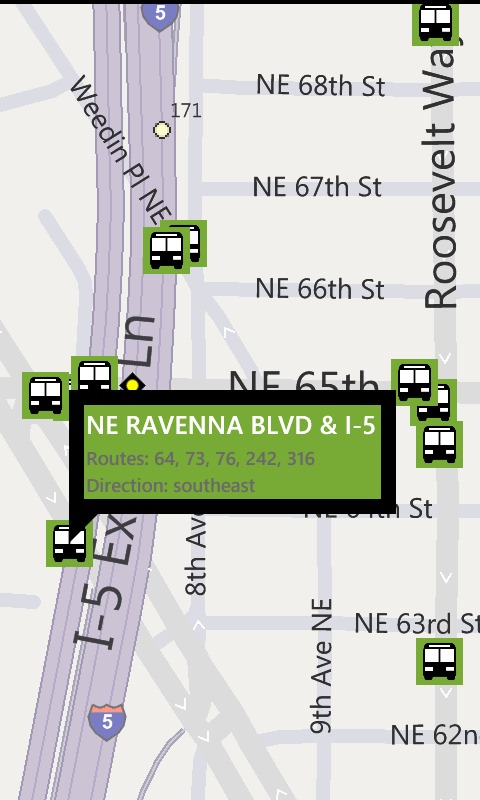 5
NE 68th St
171
Weedin Pl NE
Roosevelt Way
NE 67th St
NE 66th St
Ln
NE 65th
NE RAVENNA BLVD & I-5
Routes: 64, 73, 76, 242, 316
Direction: southeast
I-5 Ex
8th Ave
St
9th Ave NE
NE 63rd St
5
NE 62n